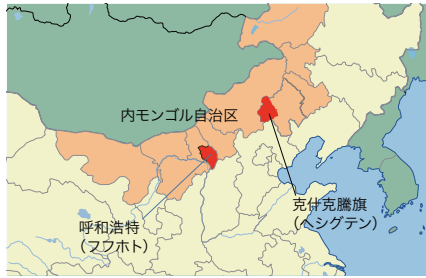 内モンゴル自治区
克什克騰旗
（ヘシグテン）
呼和浩特
（フフホト）